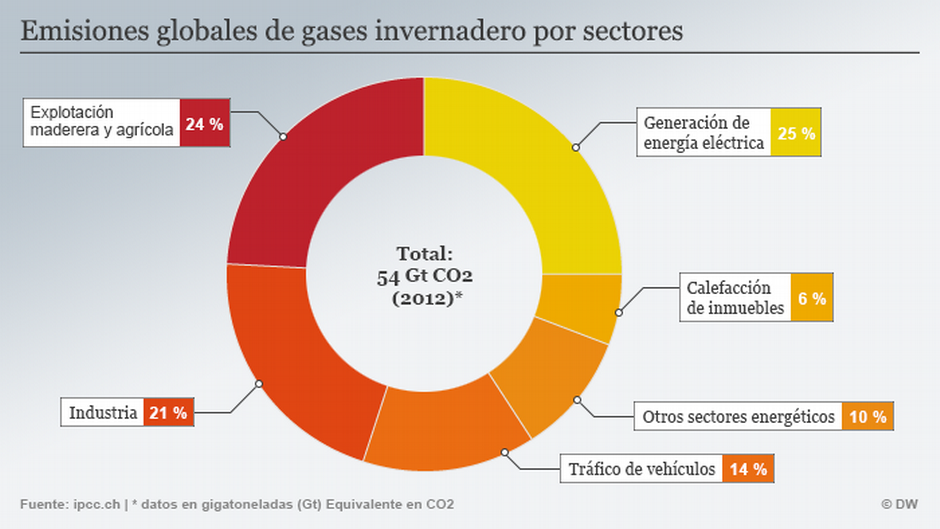 Emisiones globales de gases invernadero por sectores
Explotación
maderera y agrícola
24 %
Generación de
energía eléctrica
25 %
Total:
54 Gt CO2
(2012)*
Calefacción
de inmuebles
6 %
Industria
21 %
Otros sectores energéticos
10 %
Tráfico de vehículos
14 %
Fuente: ipcc.ch | * datos en gigatoneladas (Gt) Equivalente en CO2
© DW